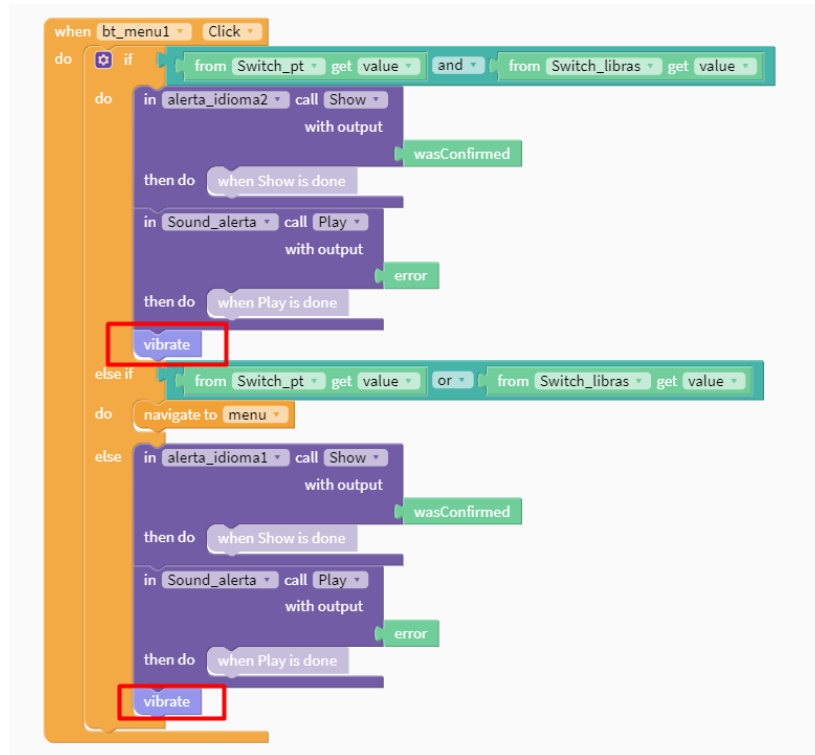 when bt_menu1 Click
do if from Switch_pt get value and from Switch_libras get value
do in alerta_idioma2 call Show
with output
wasConfirmed
then do when Show is done
in Sound_alerta call Play
with output
error
then do when Play is done
vibrate
else if from Switch_pt get value or from Switch_libras get value
do navigate to menu
else in alerta_idioma1 call Show
with output
wasConfirmed
then do when Show is done
in Sound_alerta call Play
with output
error
then do when Play is done
vibrate